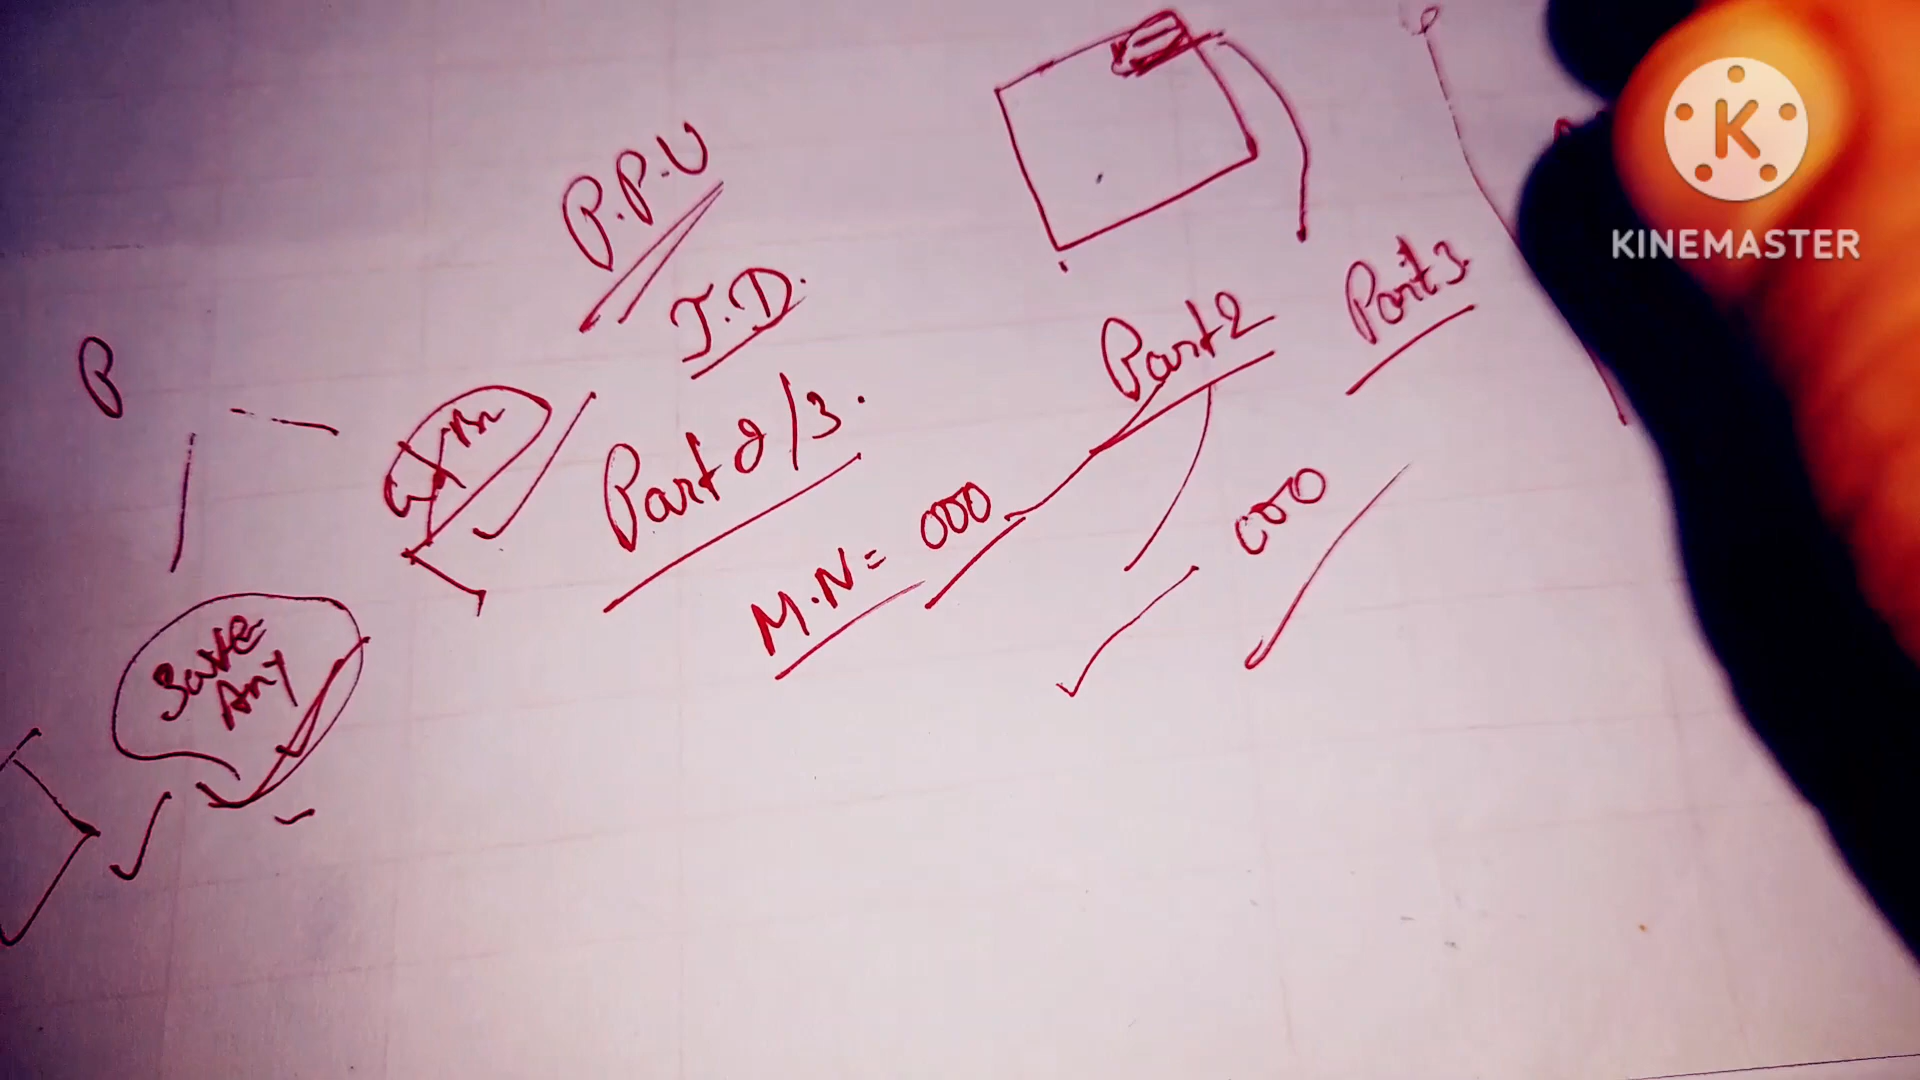 P.P.U
J.D.
Part 2/3.
Part 2
Part 3.
M.N = 000
000
P
Save
Any
K
KINEMASTER